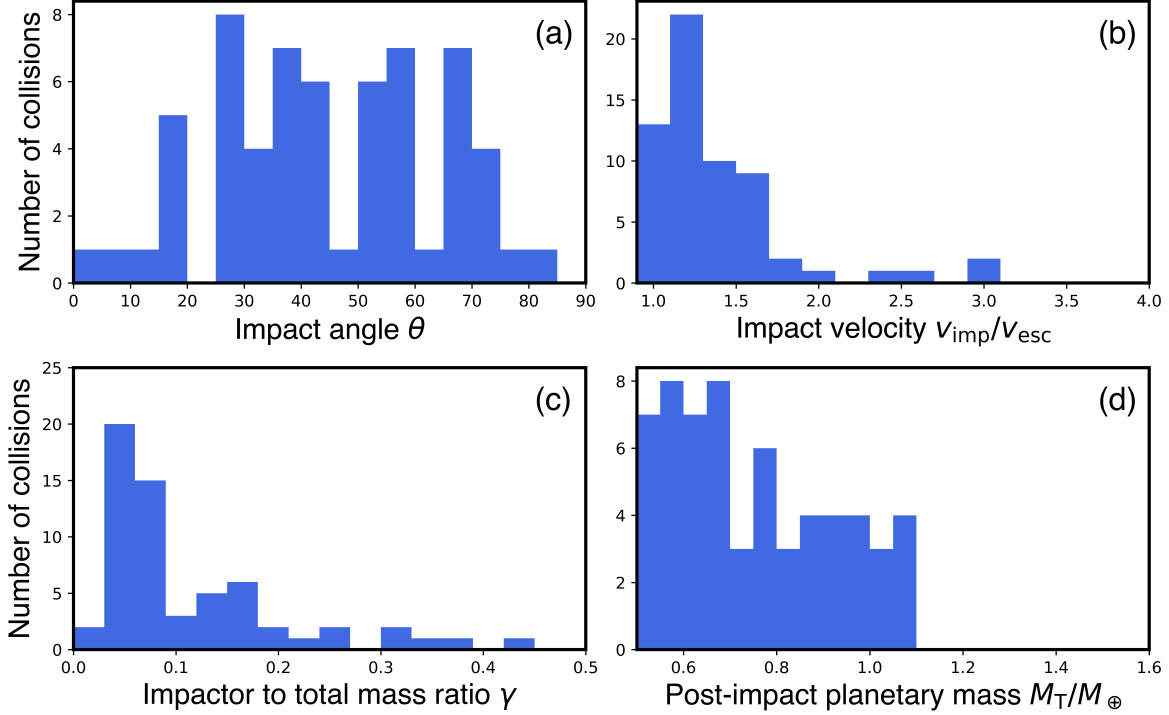 Number of collisions
8
6
4
2
0
(a)
0 10 20 30 40 50 60 70 80 90
Impact angle θ
20
15
10
5
0
(b)
1.0 1.5 2.0 2.5 3.0 3.5 4.0
Impact velocity v_imp/v_esc
Number of collisions
25
20
15
10
5
0
(c)
0.0 0.1 0.2 0.3 0.4 0.5
Impactor to total mass ratio γ
8
6
4
2
0
(d)
0.6 0.8 1.0 1.2 1.4 1.6
Post-impact planetary mass M_T/M_⊕